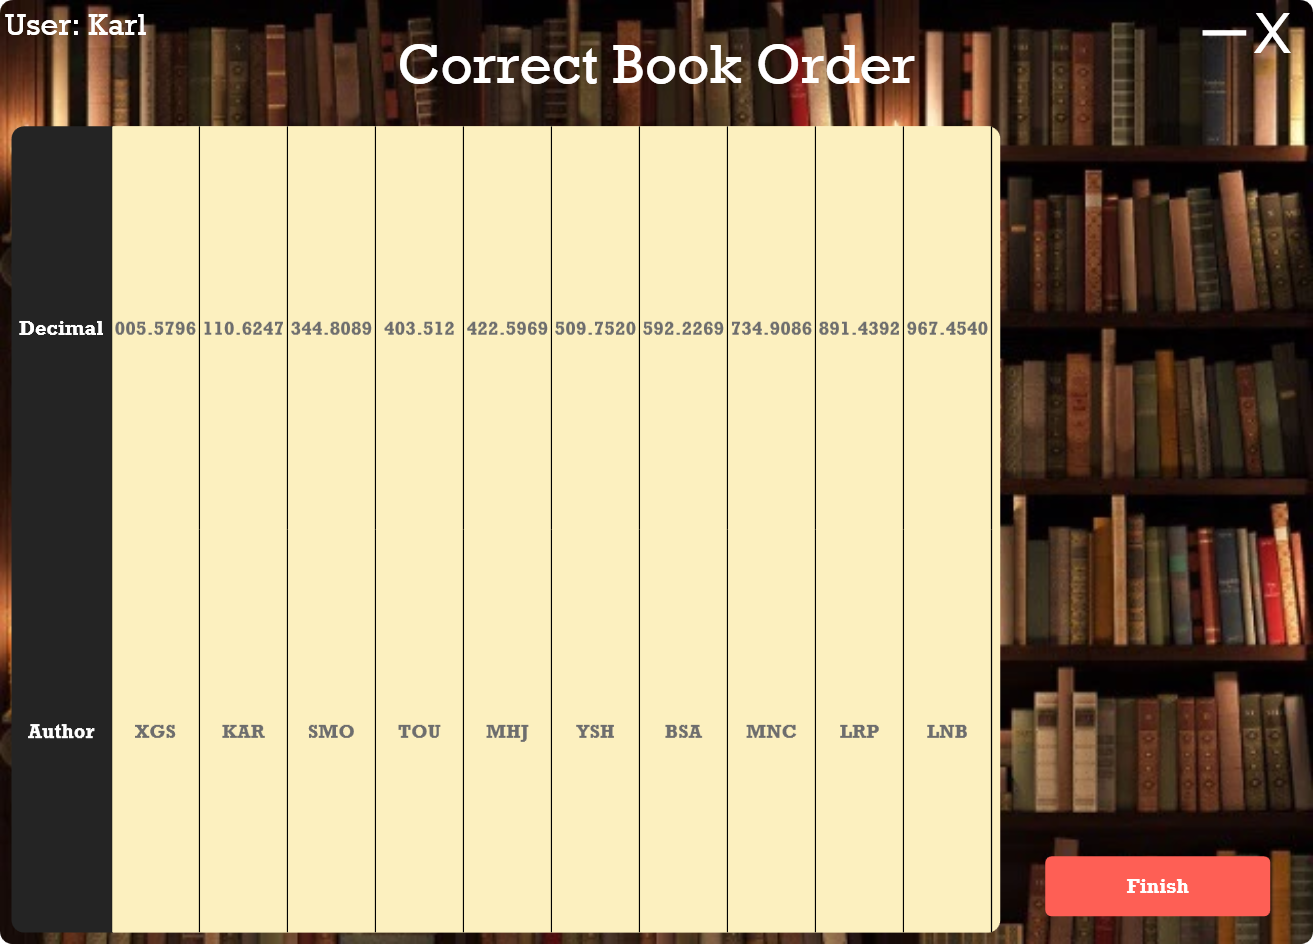 User: Karl
— X
Correct Book Order
Decimal 005.5796 110.6247 344.8089 403.512 422.5969 509.7520 592.2269 734.9086 891.4392 967.4540
Author XGS KAR SMO TOU MHJ YSH BSA MNC LRP LNB
Finish